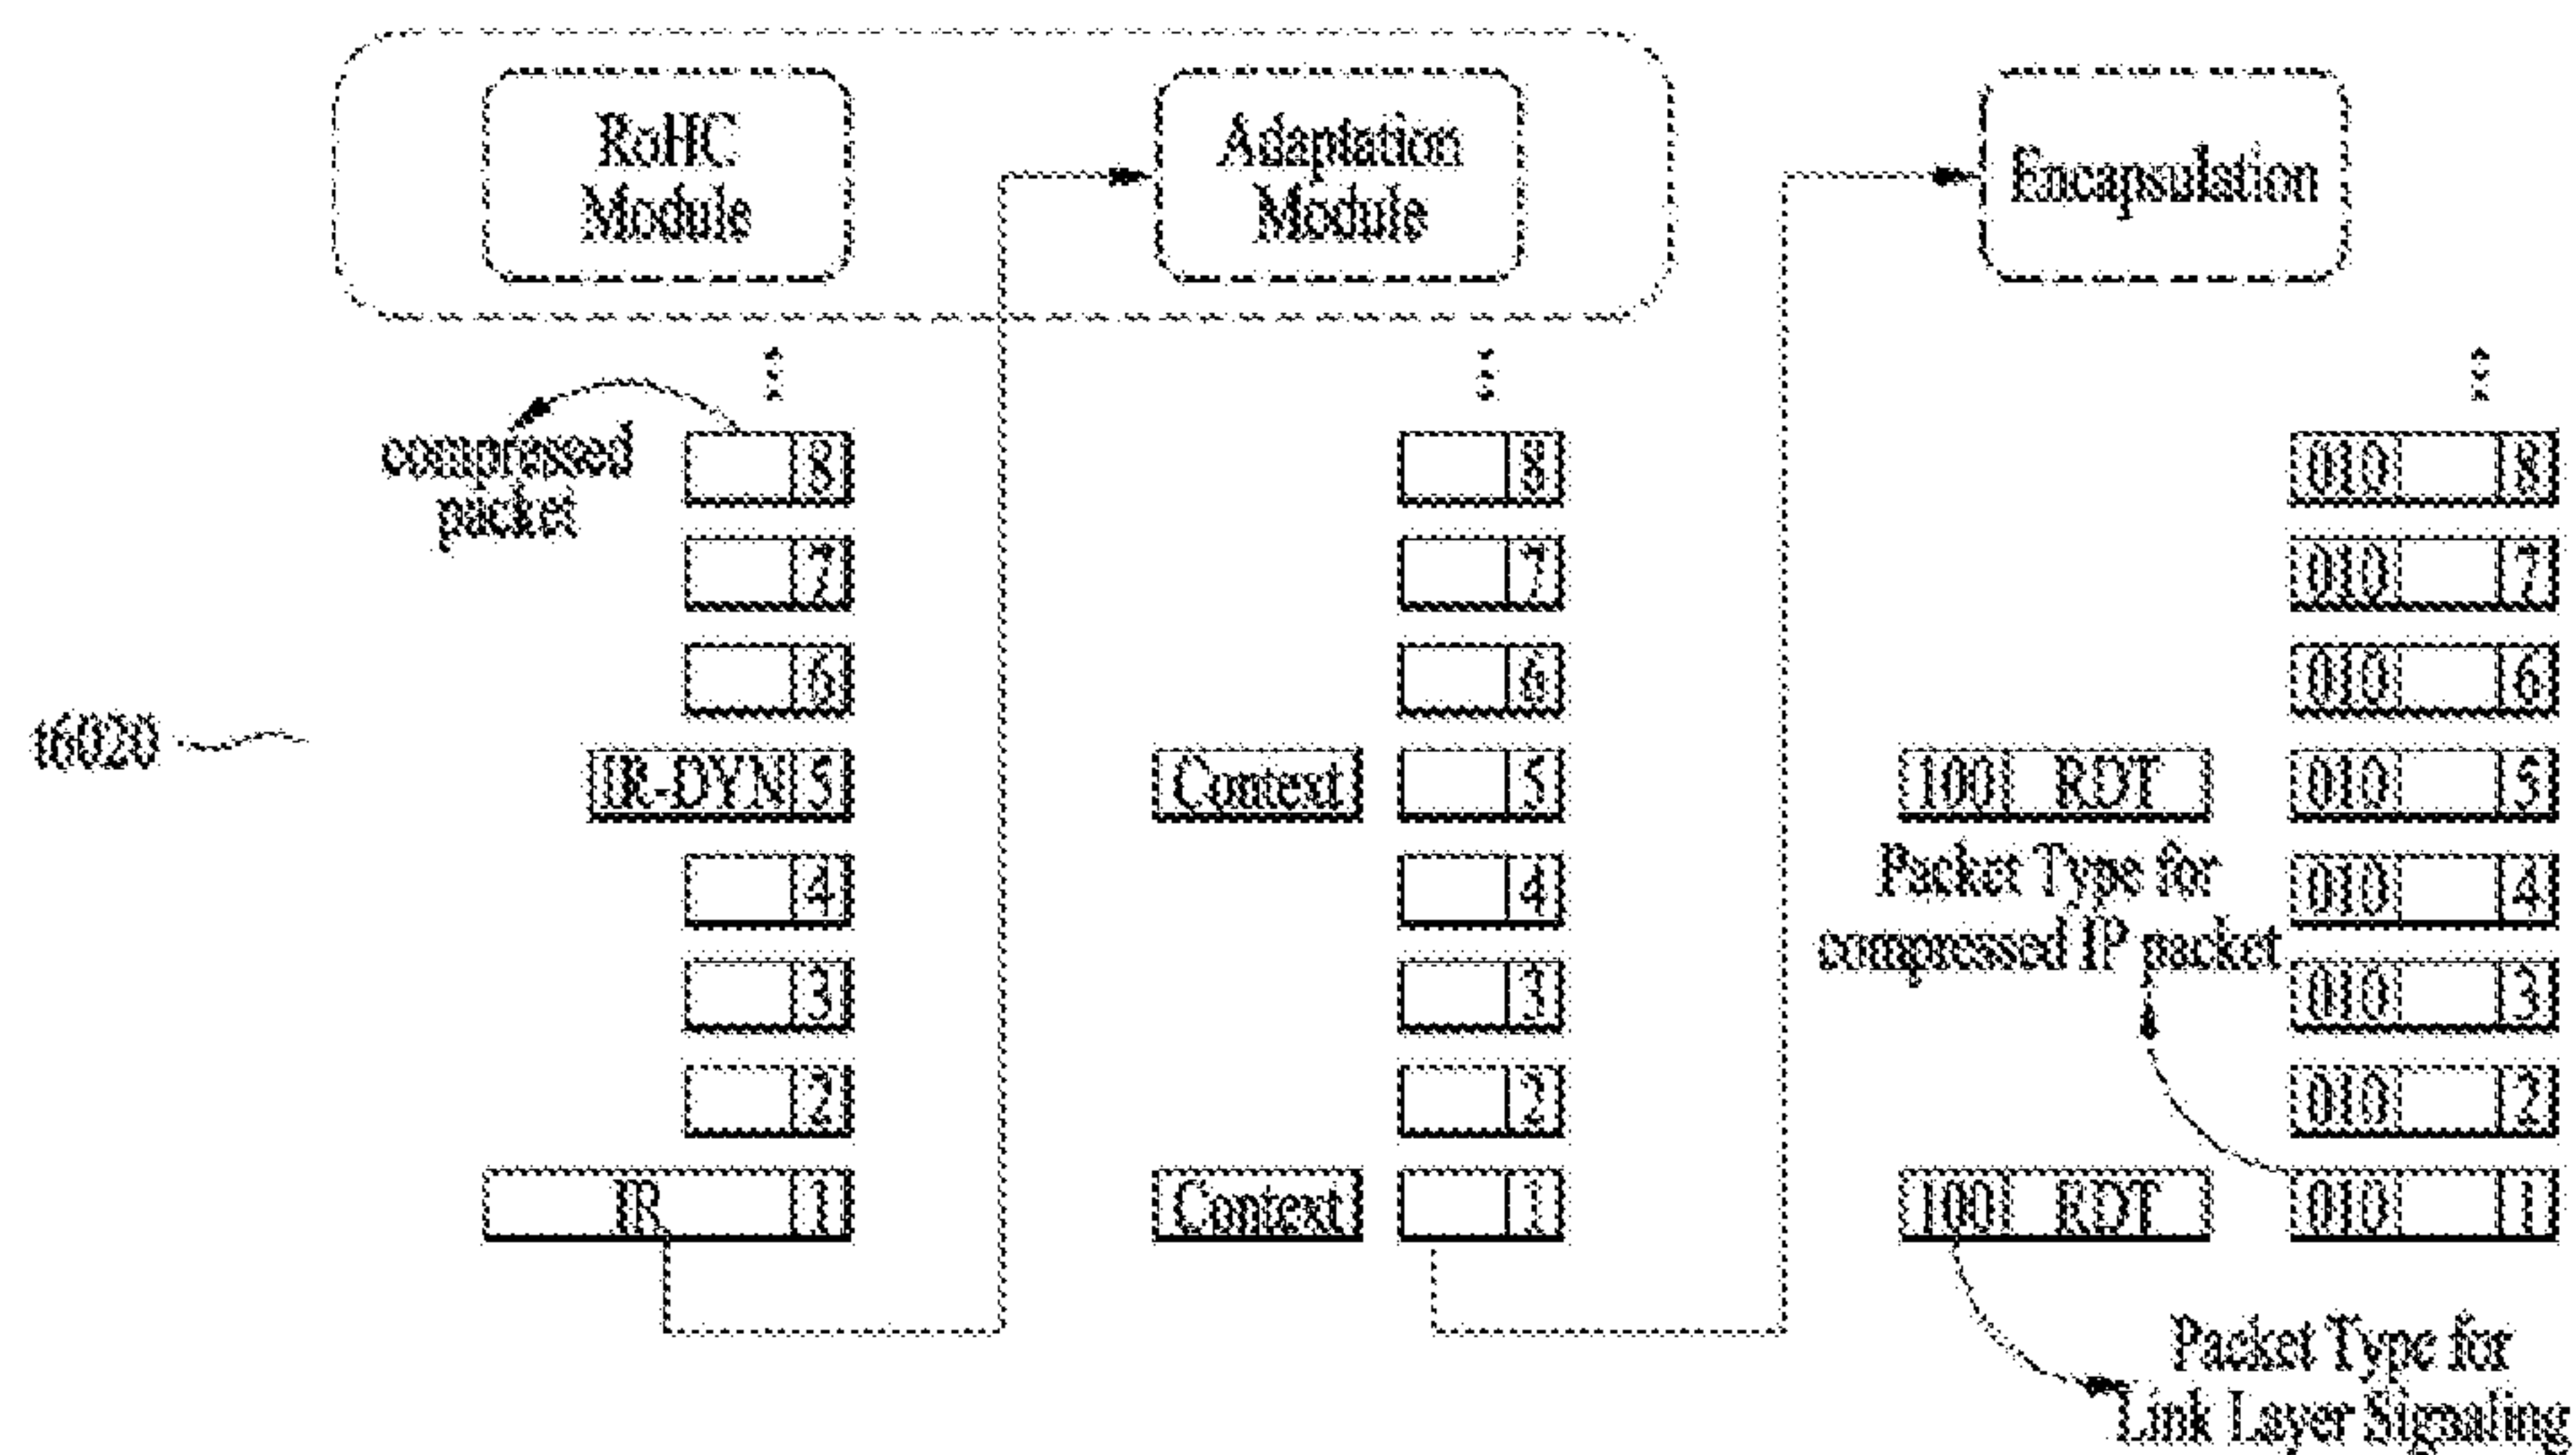 RoHC
Module
Adaptation
Module
Encapsulation
compressed
packet
8
8
010 8
7
7
010 7
6
6
010 6
t6020
IR-DYN 5
Context 5
100 RDT 010 5
4
4
Packet Type for
compressed IP packet
010 4
3
3
010 3
2
2
010 2
IR 1
Context 1
100 RDT 010 1
Packet Type for
Link Layer Signaling